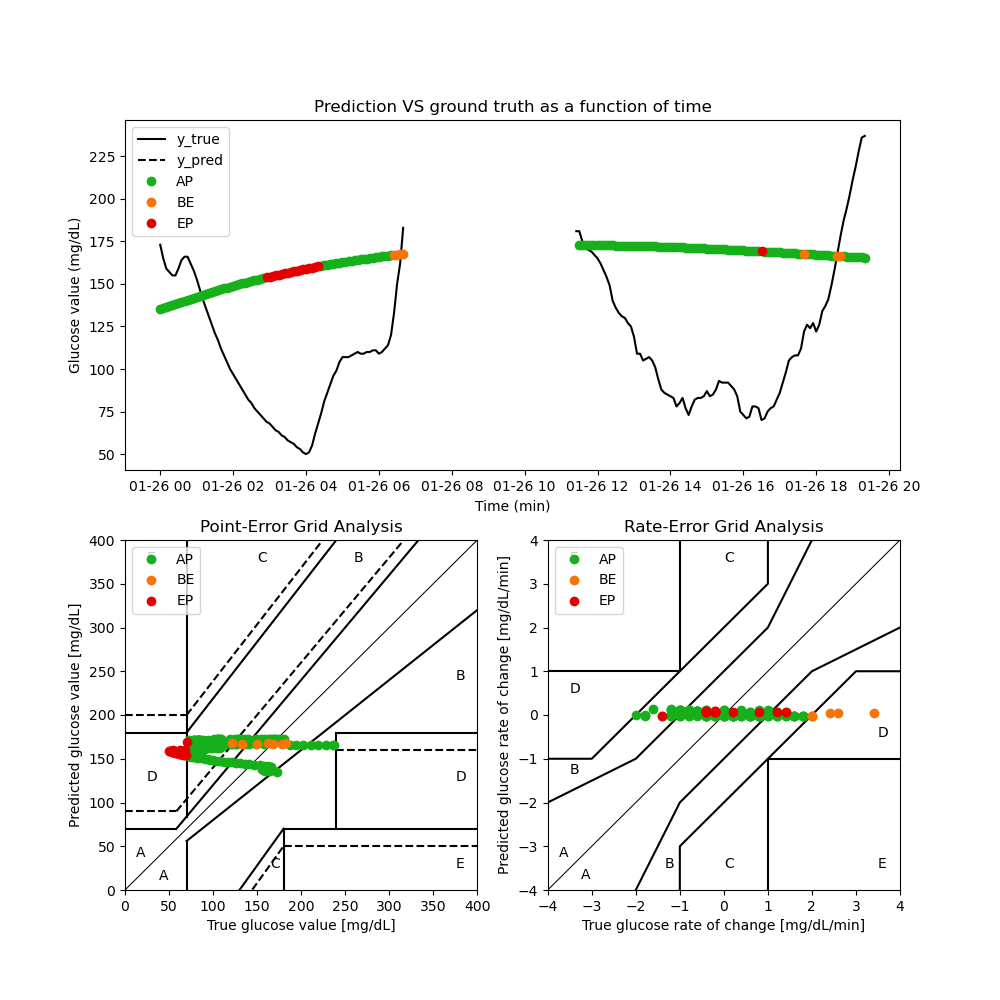 Prediction VS ground truth as a function of time
y_true
y_pred
AP
BE
EP
Glucose value (mg/dL)
225
200
175
150
125
100
75
50
01-26 00 01-26 02 01-26 04 01-26 06 01-26 08 01-26 10 01-26 12 01-26 14 01-26 16 01-26 18 01-26 20
Time (min)
Point-Error Grid Analysis
AP
BE
EP
C
B
B
D
D
A
A
C
E
Predicted glucose value [mg/dL]
400
350
300
250
200
150
100
50
0
0 50 100 150 200 250 300 350 400
True glucose value [mg/dL]
Rate-Error Grid Analysis
AP
BE
EP
C
D
D
B
A
A
B
C
E
Predicted glucose rate of change [mg/dL/min]
4
3
2
1
0
−1
−2
−3
−4
−4 −3 −2 −1 0 1 2 3 4
True glucose rate of change [mg/dL/min]